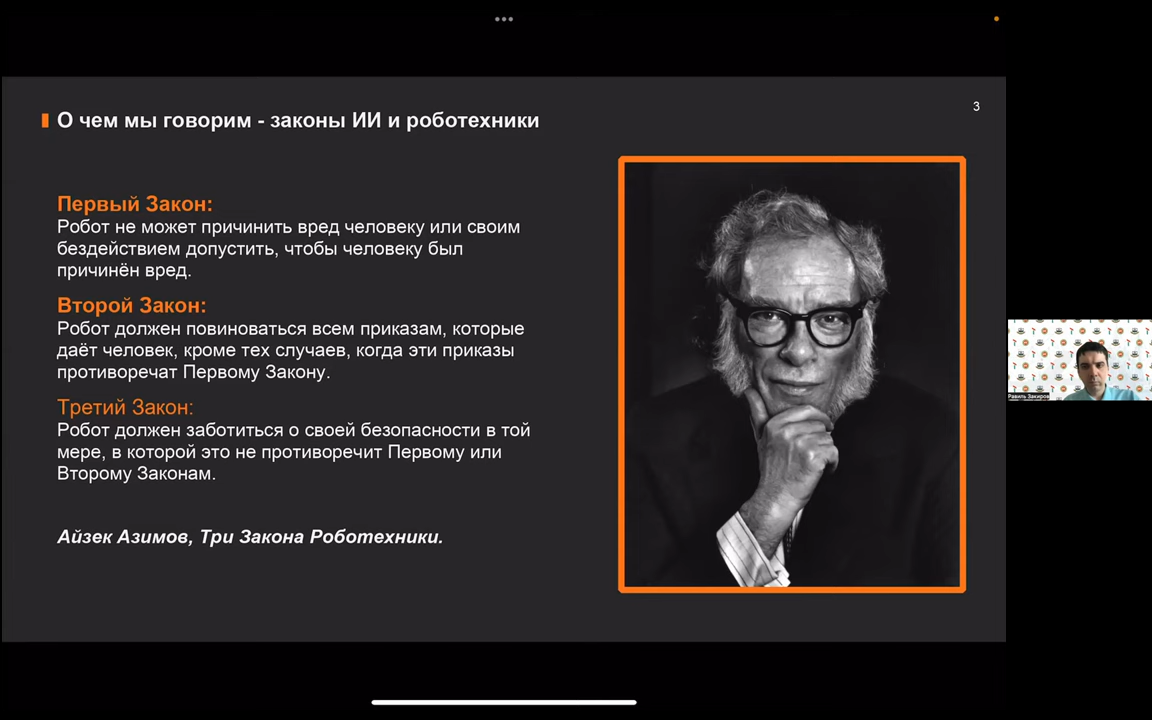 3
О чем мы говорим - законы ИИ и роботехники
Первый Закон:
Робот не может причинить вред человеку или своим
бездействием допустить, чтобы человеку был
причинён вред.
Второй Закон:
Робот должен повиноваться всем приказам, которые
даёт человек, кроме тех случаев, когда эти приказы
противоречат Первому Закону.
Третий Закон:
Робот должен заботиться о своей безопасности в той
мере, в которой это не противоречит Первому или
Второму Законам.
Айзек Азимов, Три Закона Роботехники.
Равиль Закиров